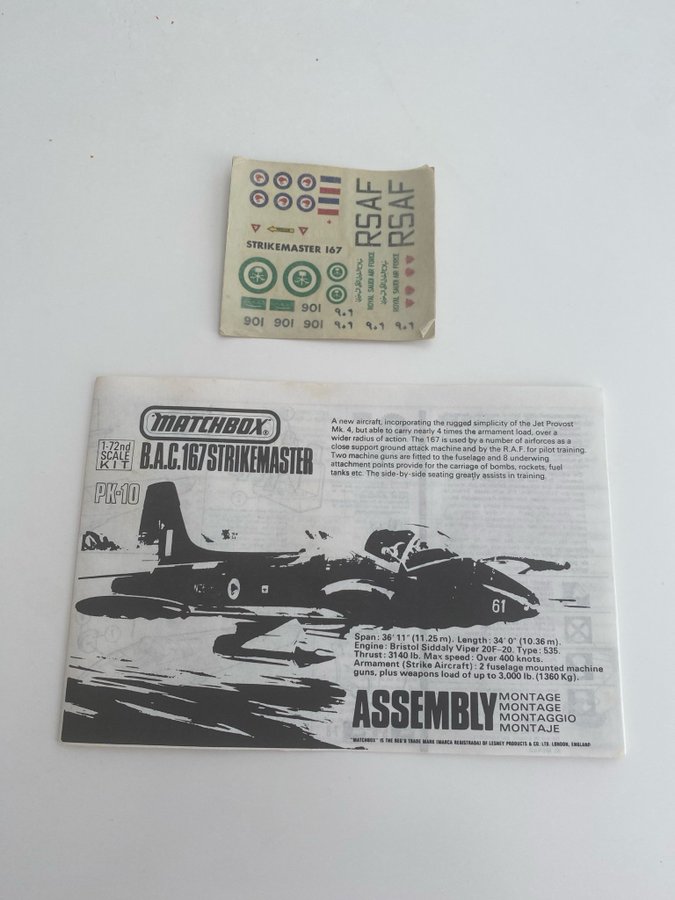 RSAF
RSAF
STRIKEMASTER 167
ROYAL SAUDI AIR FORCE
ROYAL SAUDI AIR FORCE
901
901 901 901
٩٠٦
٩٠٦ ٩٠٦ ٩٠٦
MATCHBOX®
1-72nd
SCALE
KIT
B.A.C.167 STRIKEMASTER
PK-10
A new aircraft, incorporating the rugged simplicity of the Jet Provost
Mk. 4, but able to carry nearly 4 times the armament load, over a
wider radius of action. The 167 is used by a number of airforces as a
close support ground attack machine and by the R.A.F. for pilot training.
Two machine guns are fitted to the fuselage and 8 underwing
attachment points provide for the carriage of bombs, rockets, fuel
tanks etc. The side-by-side seating greatly assists in training.
61
Span: 36' 11" (11.25 m). Length: 34' 0" (10.36 m).
Engine: Bristol Siddaly Viper 20F-20. Type: 535.
Thrust: 3140 lb. Max speed: Over 400 knots.
Armament (Strike Aircraft): 2 fuselage mounted machine
guns, plus weapons load of up to 3,000 lb. (1360 Kg).
ASSEMBLY
MONTAGE
MONTAGE
MONTAGGIO
MONTAJE
"MATCHBOX" IS THE REG'D TRADE MARK (MARCA REGISTRADA) OF LESNEY PRODUCTS & CO. LTD. LONDON, ENGLAND